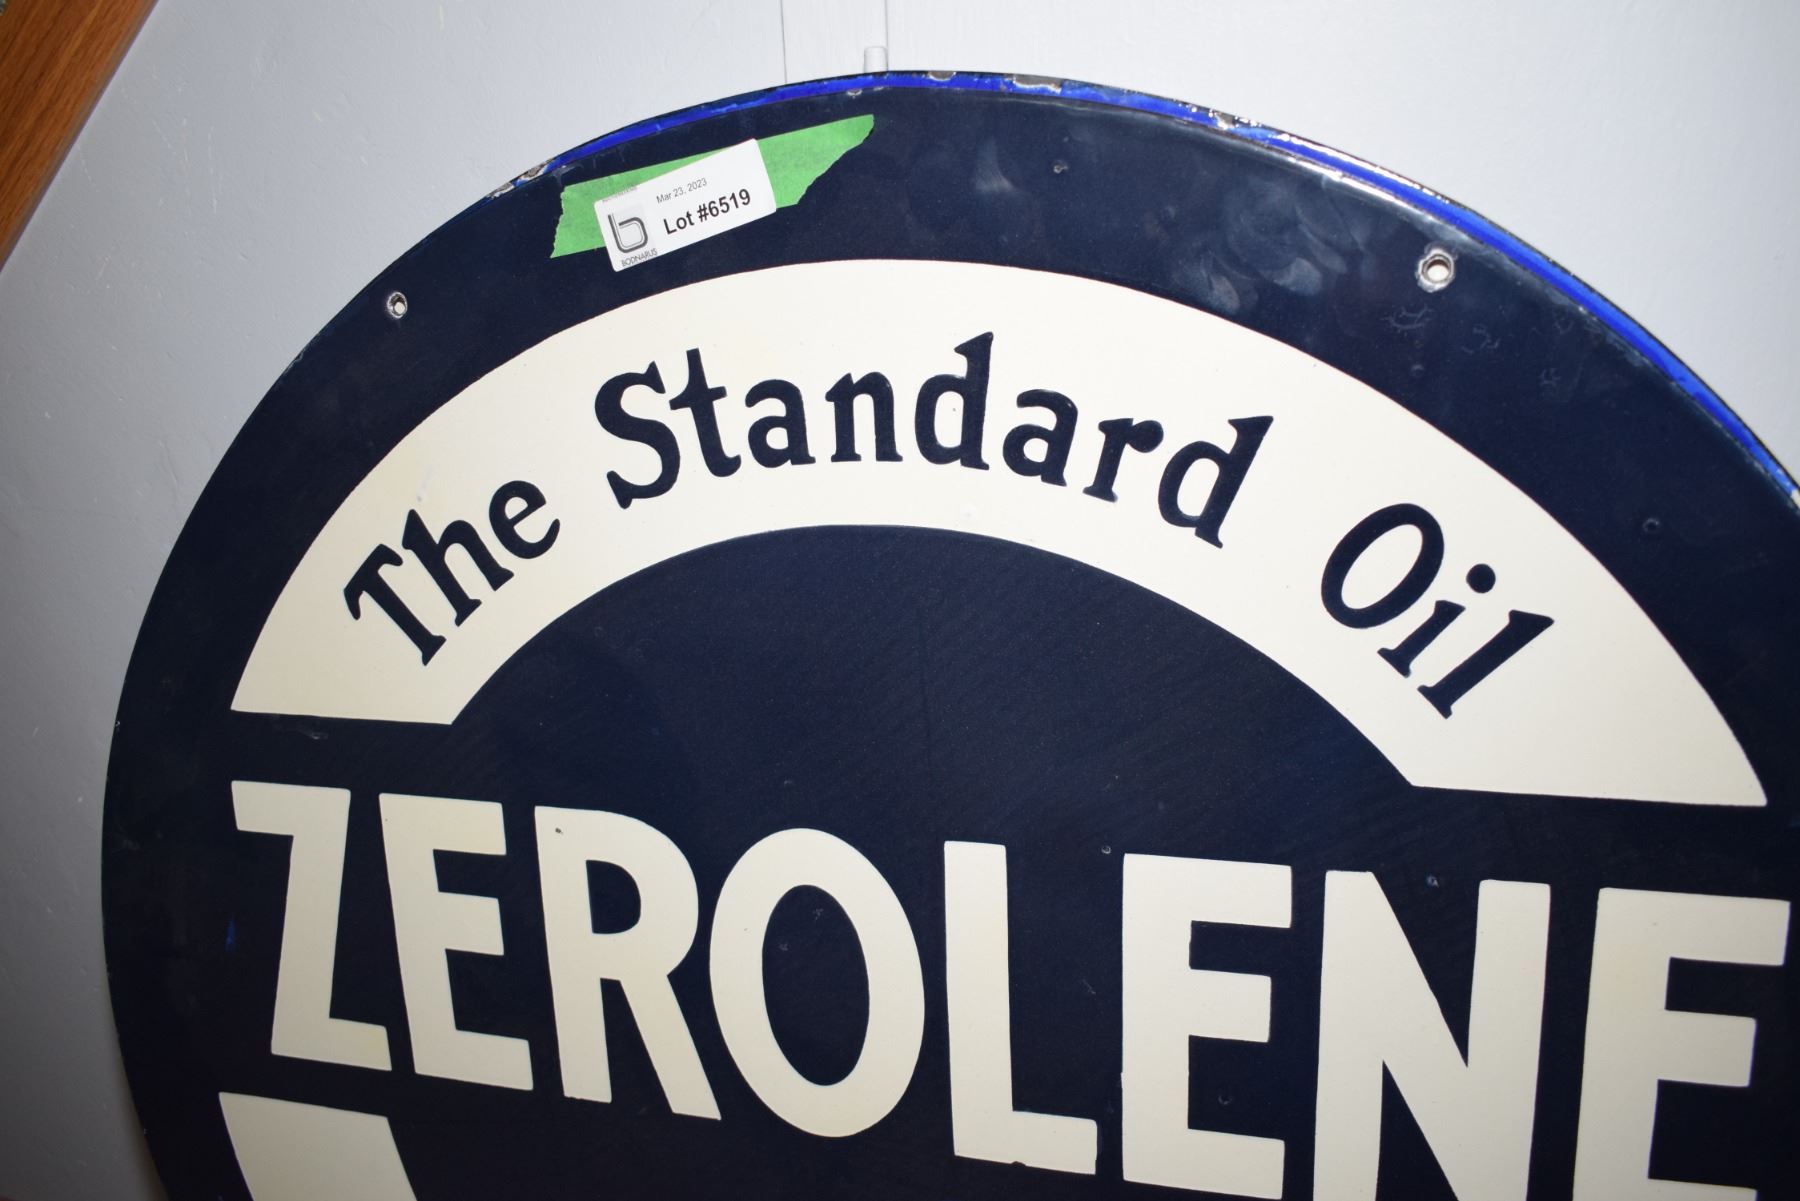 Mar 23, 2023
Lot #6519
b
BODNARUS
The Standard Oil
ZEROLENE